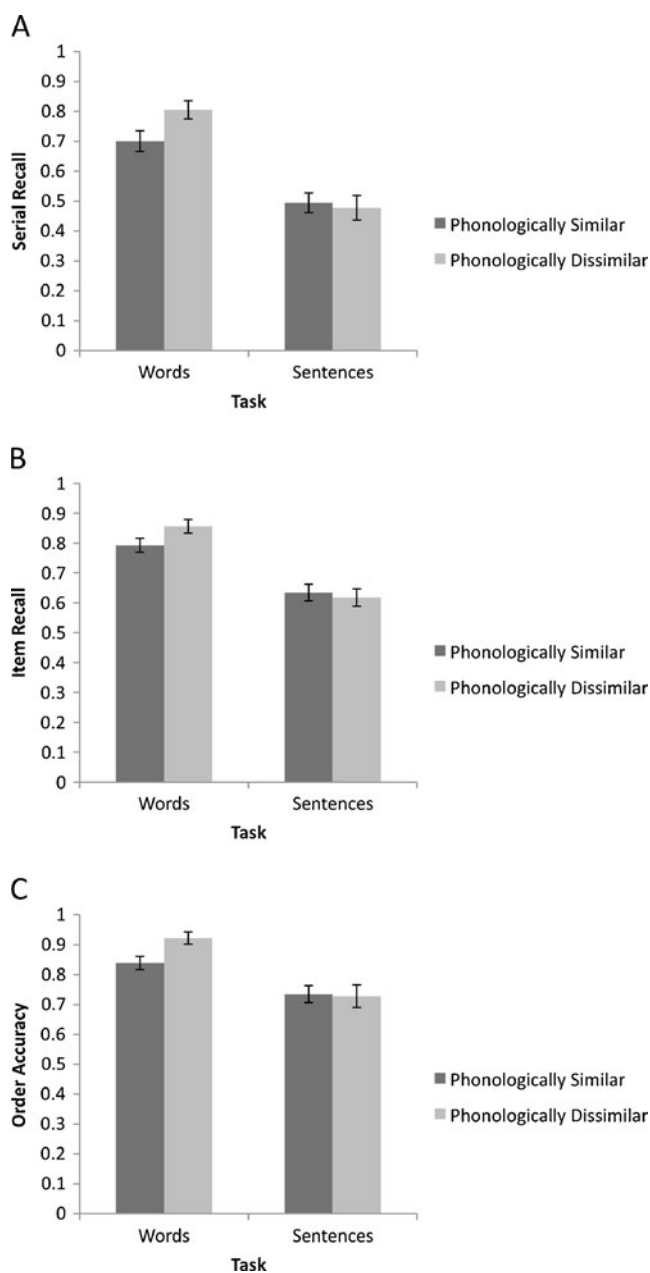 A
1
0.9
0.8
0.7
0.6
0.5
0.4
0.3
0.2
0.1
0
Serial Recall
Words
Sentences
Task
Phonologically Similar
Phonologically Dissimilar
B
1
0.9
0.8
0.7
0.6
0.5
0.4
0.3
0.2
0.1
0
Item Recall
Words
Sentences
Task
Phonologically Similar
Phonologically Dissimilar
C
1
0.9
0.8
0.7
0.6
0.5
0.4
0.3
0.2
0.1
0
Order Accuracy
Words
Sentences
Task
Phonologically Similar
Phonologically Dissimilar